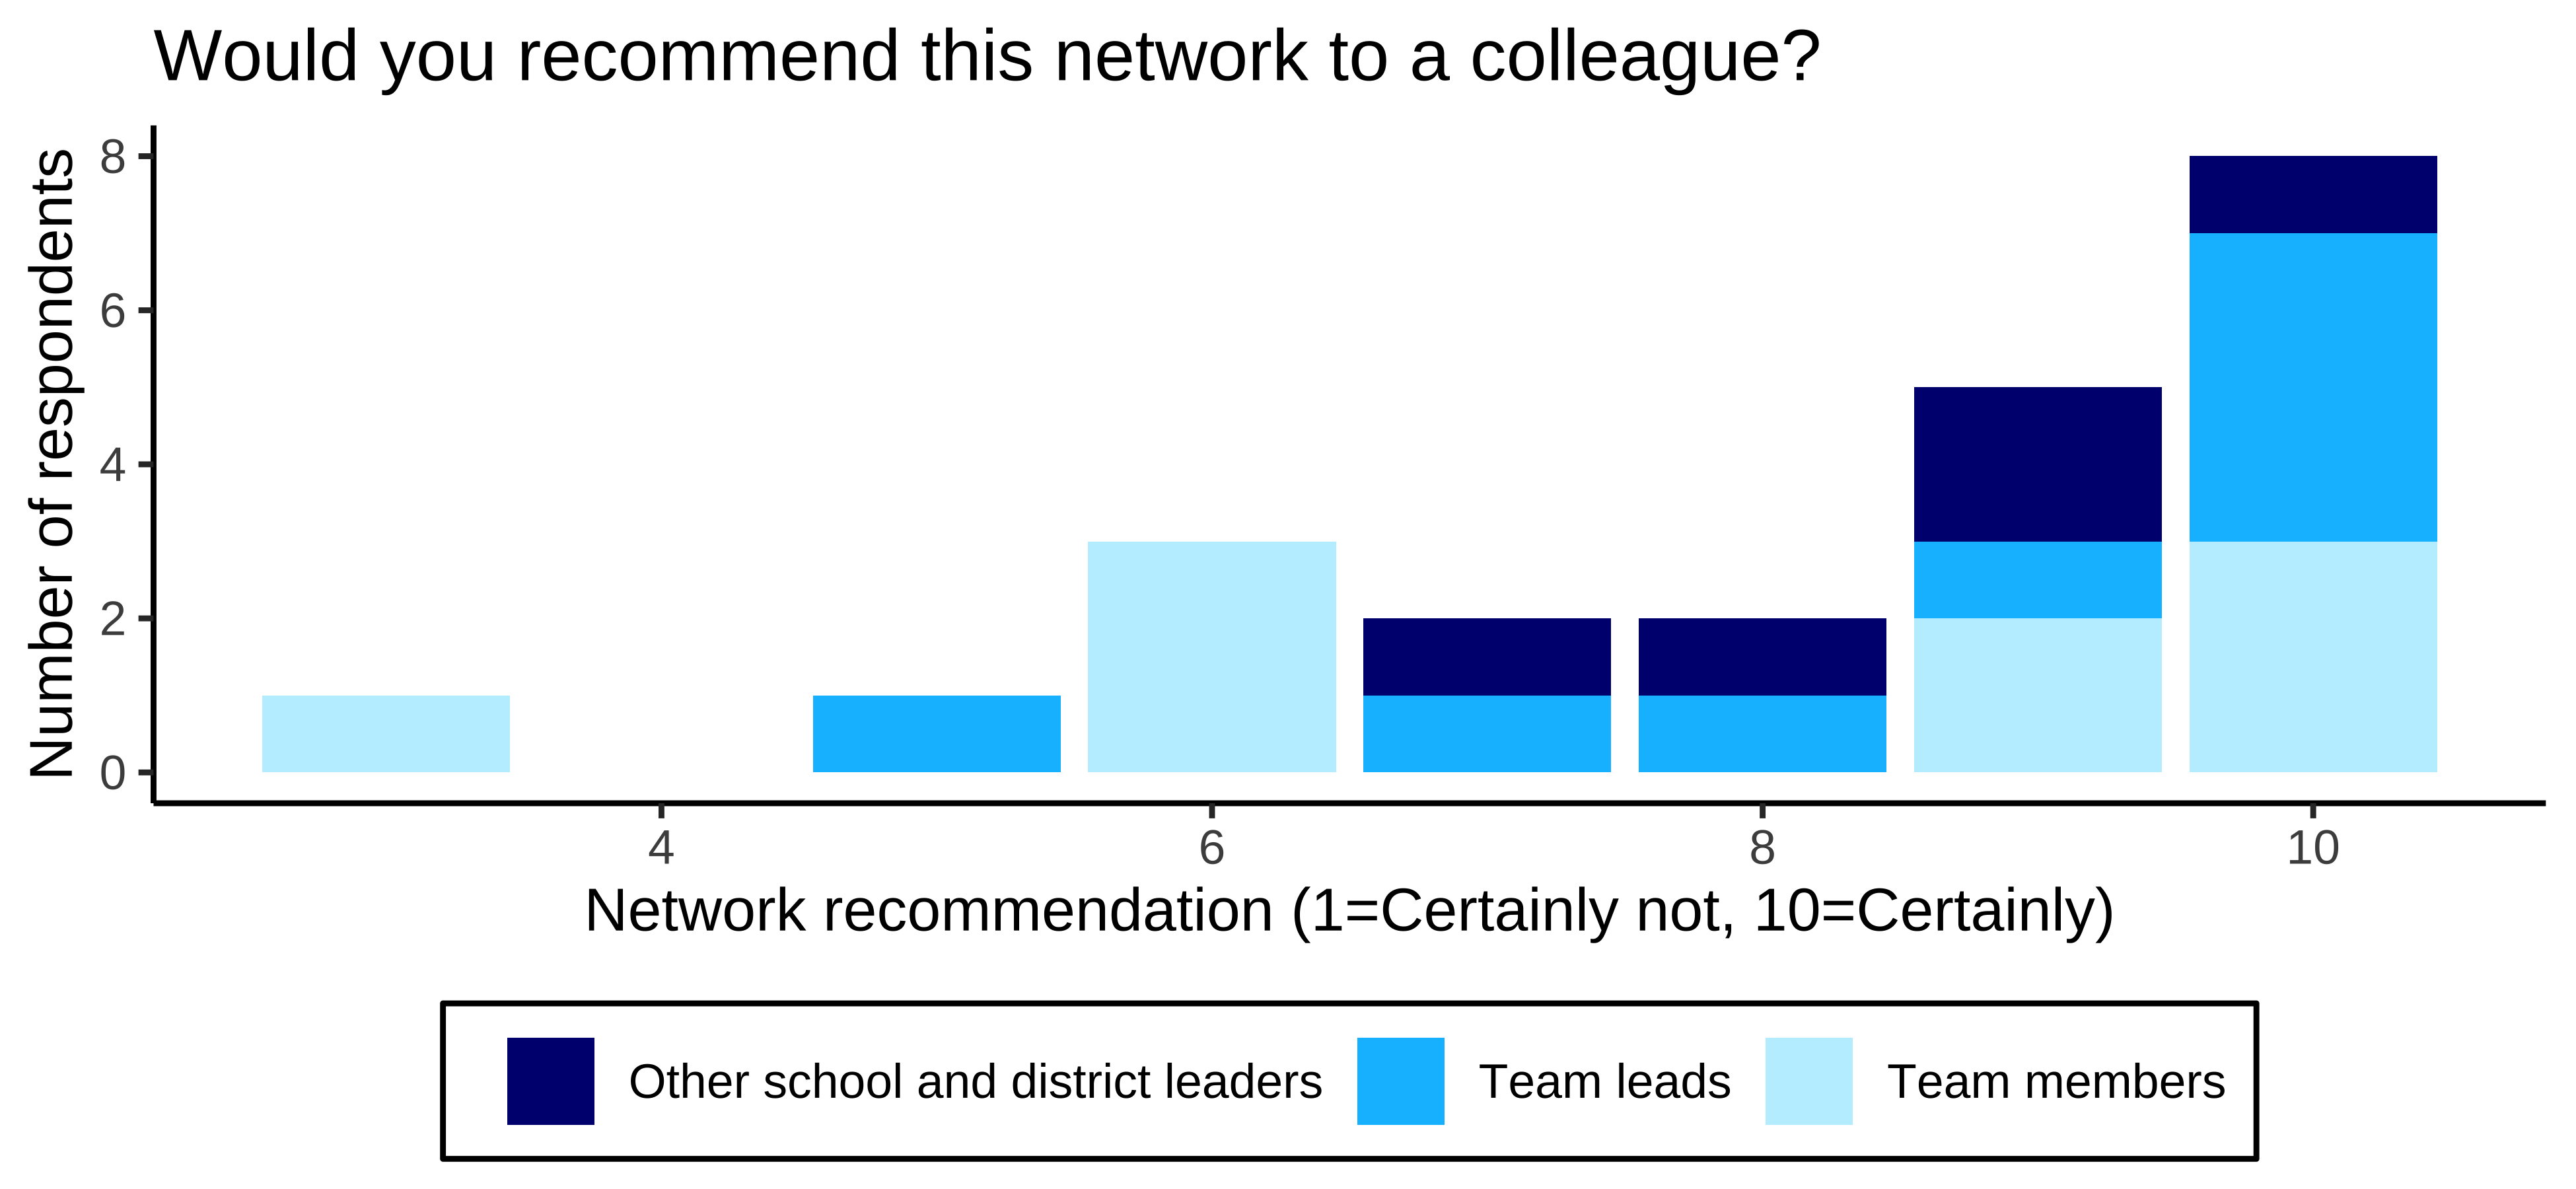 Would you recommend this network to a colleague?
Number of respondents
8
6
4
2
0
4 6 8 10
Network recommendation (1=Certainly not, 10=Certainly)
Other school and district leaders Team leads Team members